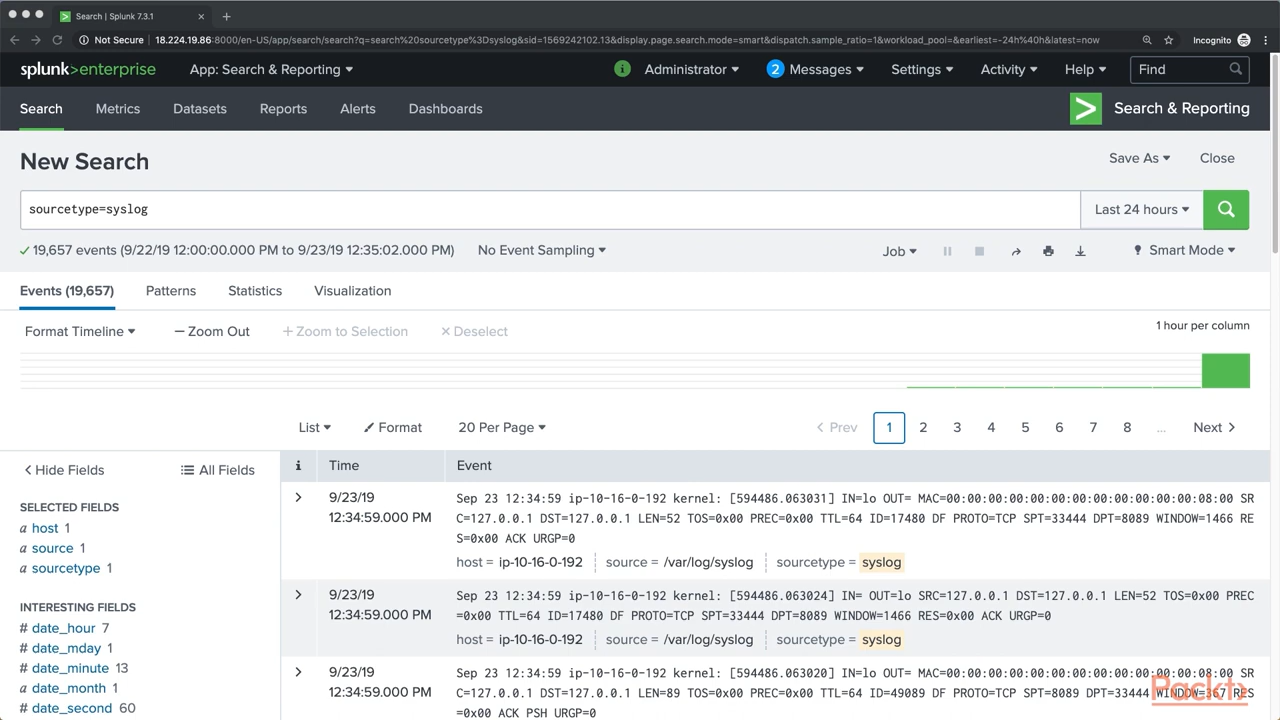 Search | Splunk 7.3.1
Not Secure | 18.224.19.86:8000/en-US/app/search/search?q=search%20sourcetype%3Dsyslog&sid=1569242102.13&display.page.search.mode=smart&dispatch.sample_ratio=1&workload_pool=&earliest=-24h%40h&latest=now Incognito
splunk>enterprise App: Search & Reporting i Administrator 2 Messages Settings Activity Help Find
Search Metrics Datasets Reports Alerts Dashboards Search & Reporting
New Search Save As Close
sourcetype=syslog Last 24 hours
19,657 events (9/22/19 12:00:00.000 PM to 9/23/19 12:35:02.000 PM) No Event Sampling Job Smart Mode
Events (19,657) Patterns Statistics Visualization
Format Timeline — Zoom Out + Zoom to Selection × Deselect 1 hour per column
List Format 20 Per Page < Prev 1 2 3 4 5 6 7 8 ... Next >
< Hide Fields All Fields
SELECTED FIELDS
a host 1
a source 1
a sourcetype 1
INTERESTING FIELDS
# date_hour 7
# date_mday 1
# date_minute 13
a date_month 1
# date_second 60
i Time Event
> 9/23/19
12:34:59.000 PM
Sep 23 12:34:59 ip-10-16-0-192 kernel: [594486.063031] IN=lo OUT= MAC=00:00:00:00:00:00:00:00:00:00:00:00:08:00 SR
C=127.0.0.1 DST=127.0.0.1 LEN=52 TOS=0x00 PREC=0x00 TTL=64 ID=17480 DF PROTO=TCP SPT=33444 DPT=8089 WINDOW=1466 RE
S=0x00 ACK URGP=0
host = ip-10-16-0-192 source = /var/log/syslog sourcetype = syslog
> 9/23/19
12:34:59.000 PM
Sep 23 12:34:59 ip-10-16-0-192 kernel: [594486.063024] IN= OUT=lo SRC=127.0.0.1 DST=127.0.0.1 LEN=52 TOS=0x00 PREC
=0x00 TTL=64 ID=17480 DF PROTO=TCP SPT=33444 DPT=8089 WINDOW=1466 RES=0x00 ACK URGP=0
host = ip-10-16-0-192 source = /var/log/syslog sourcetype = syslog
> 9/23/19
12:34:59.000 PM
Sep 23 12:34:59 ip-10-16-0-192 kernel: [594486.063020] IN=lo OUT= MAC=00:00:00:00:00:00:00:00:00:00:00:00:08:00 SR
C=127.0.0.1 DST=127.0.0.1 LEN=89 TOS=0x00 PREC=0x00 TTL=64 ID=49089 DF PROTO=TCP SPT=8089 DPT=33444 WINDOW=367 RES
=0x00 ACK PSH URGP=0
Packt>